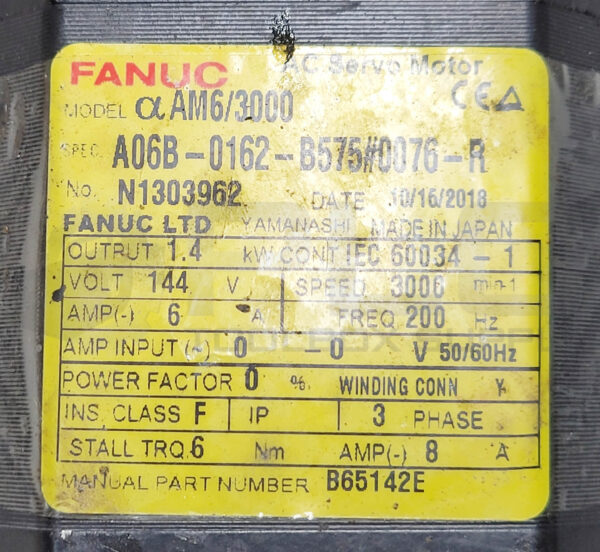 FANUC AC Servo Motor
MODEL α AM6/3000
SPEC. A06B-0162-B575#0076-R
No. N1303962 DATE 10/16/2018
FANUC LTD YAMANASHI MADE IN JAPAN
OUTPUT 1.4 kW CONT IEC 60034-1
VOLT 144 V SPEED 3006 min-1
AMP(~) 6 A FREQ 200 Hz
AMP INPUT (~) 0 - 0 V 50/60Hz
POWER FACTOR 0 % WINDING CONN Y
INS. CLASS F IP 3 PHASE
STALL TRQ.6 Nm AMP(~) 8 A
MANUAL PART NUMBER B65142E